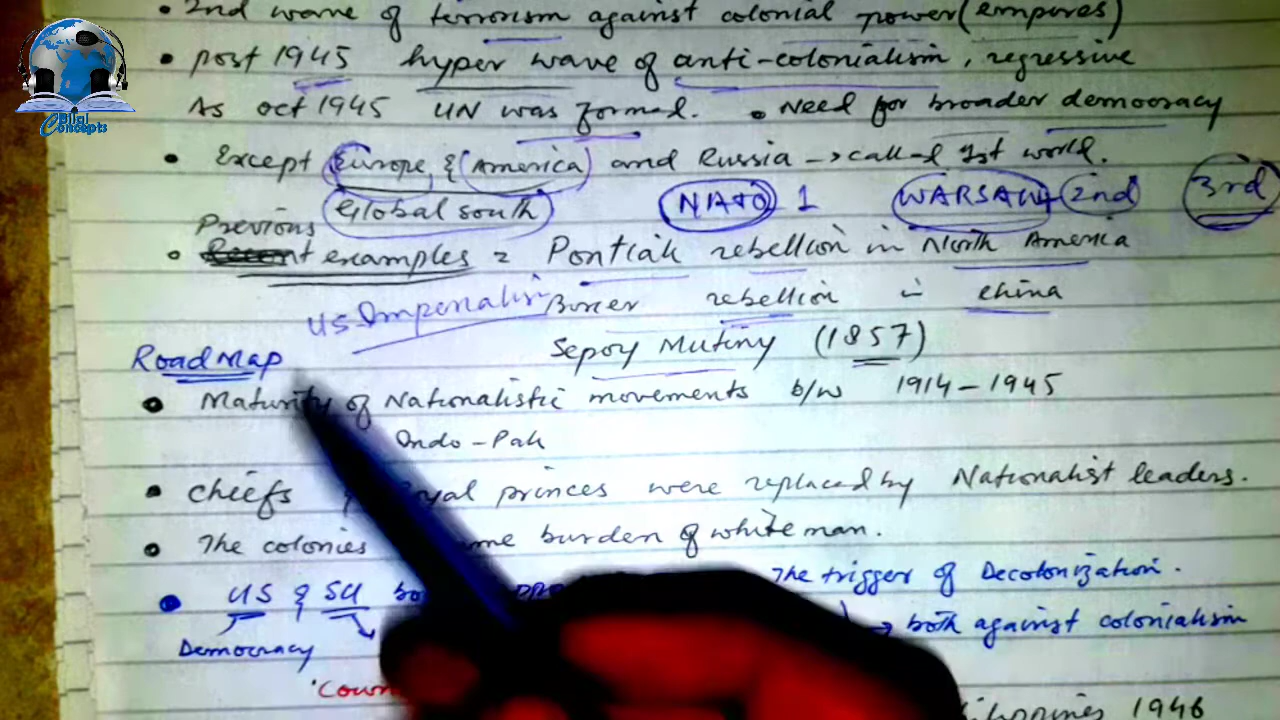 • 2nd wave of terrorism against colonial power (empires)
• post 1945 hyper wave of anti-colonialism, regressive
As oct 1945 UN was formed. • Need for broader democracy
• Except Europe & (America) and Russia → called 1st world.
Global south NATO 1 WARSAW 2nd 3rd
Previous
• examples = Pontiak rebellion in North America
US Imperialism Boxer rebellion in China
Sepoy Mutiny (1857)
Road Map
• Maturity of Nationalistic movements b/w 1914-1945
Indo-Pak
• Chiefs royal princes were replaced by Nationalist leaders.
• The colonies burden of white man.
• US & SU The trigger of Decolonization.
Democracy → both against colonialism
1946
Bilal Concepts